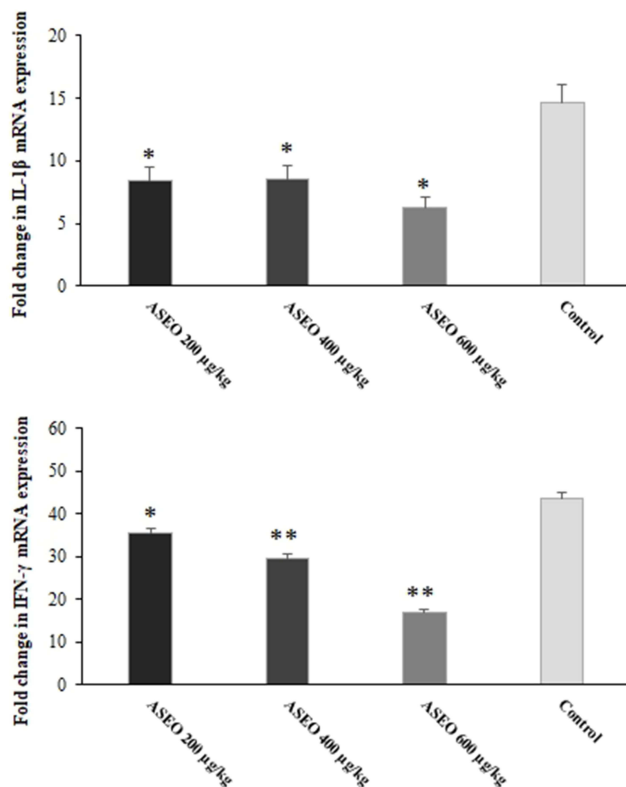 Fold change in IL-1β mRNA expression
20
15
10
5
0
*
*
*
ASEO 200 µg/kg
ASEO 400 µg/kg
ASEO 600 µg/kg
Control
Fold change in IFN-γ mRNA expression
60
50
40
30
20
10
0
*
**
**
ASEO 200 µg/kg
ASEO 400 µg/kg
ASEO 600 µg/kg
Control